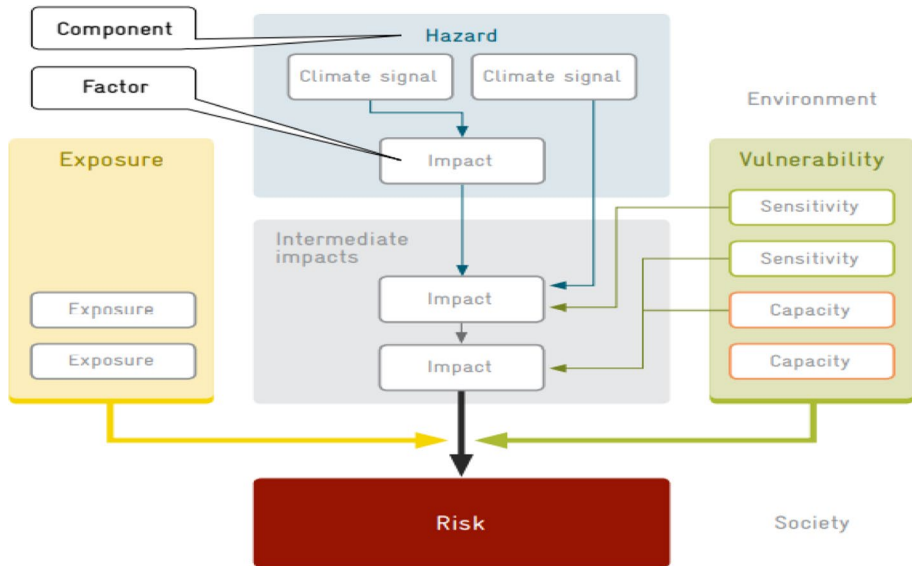 Component
Hazard
Climate signal
Climate signal
Factor
Environment
Exposure
Impact
Vulnerability
Sensitivity
Intermediate
impacts
Sensitivity
Impact
Exposure
Capacity
Impact
Exposure
Capacity
Risk
Society